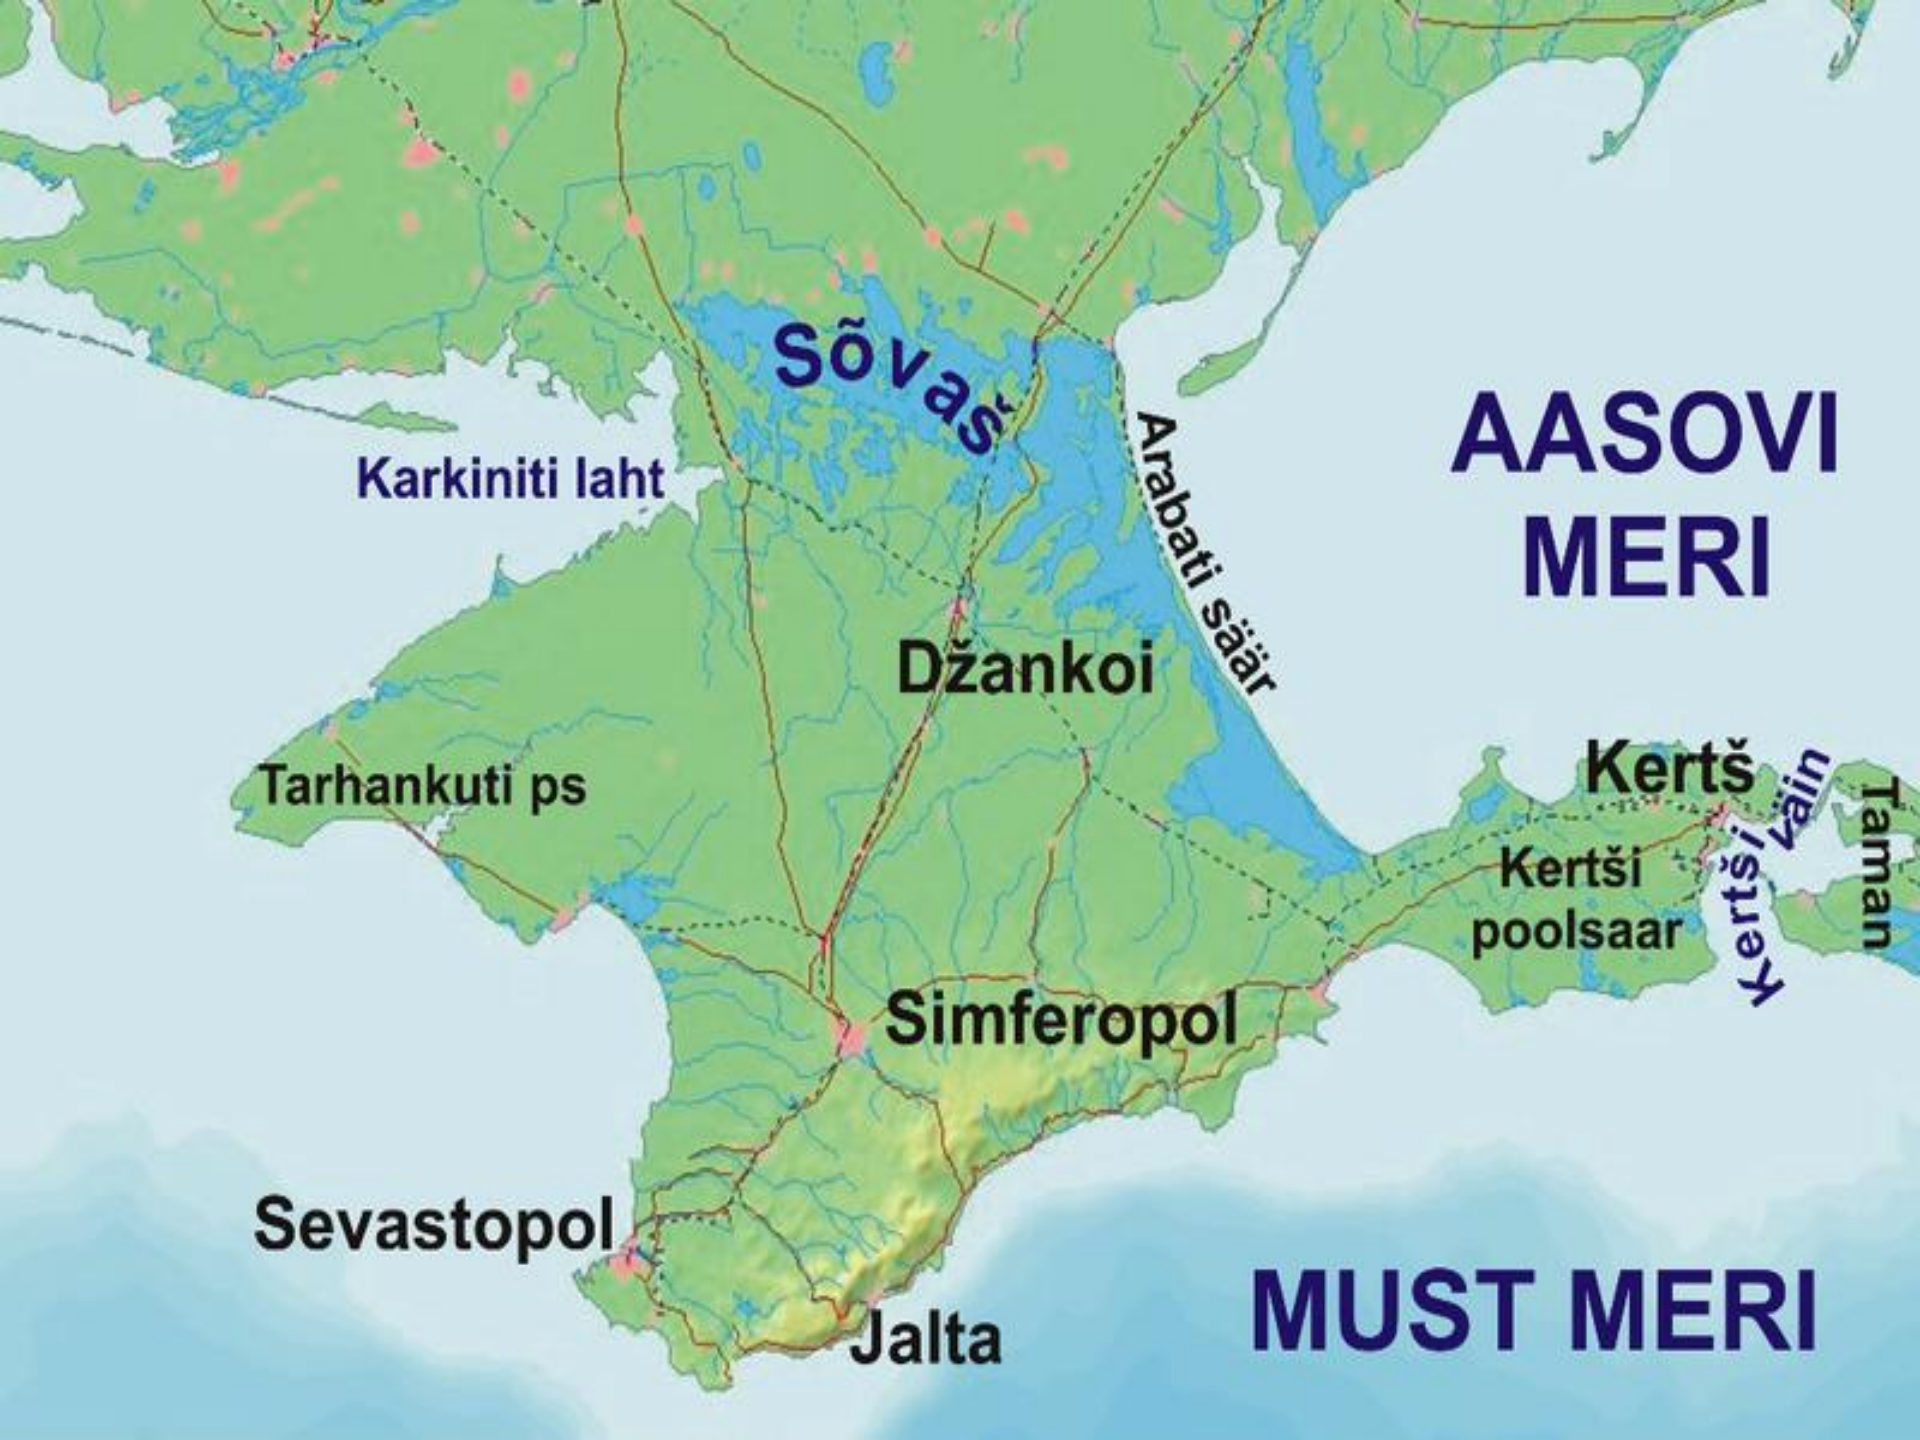 Sõvaš
Karkiniti laht
Arabati säär
AASOVI
MERI
Džankoi
Tarhankuti ps
Kertš
Kertši väin
Taman
Kertši
poolsaar
Simferopol
Sevastopol
Jalta
MUST MERI